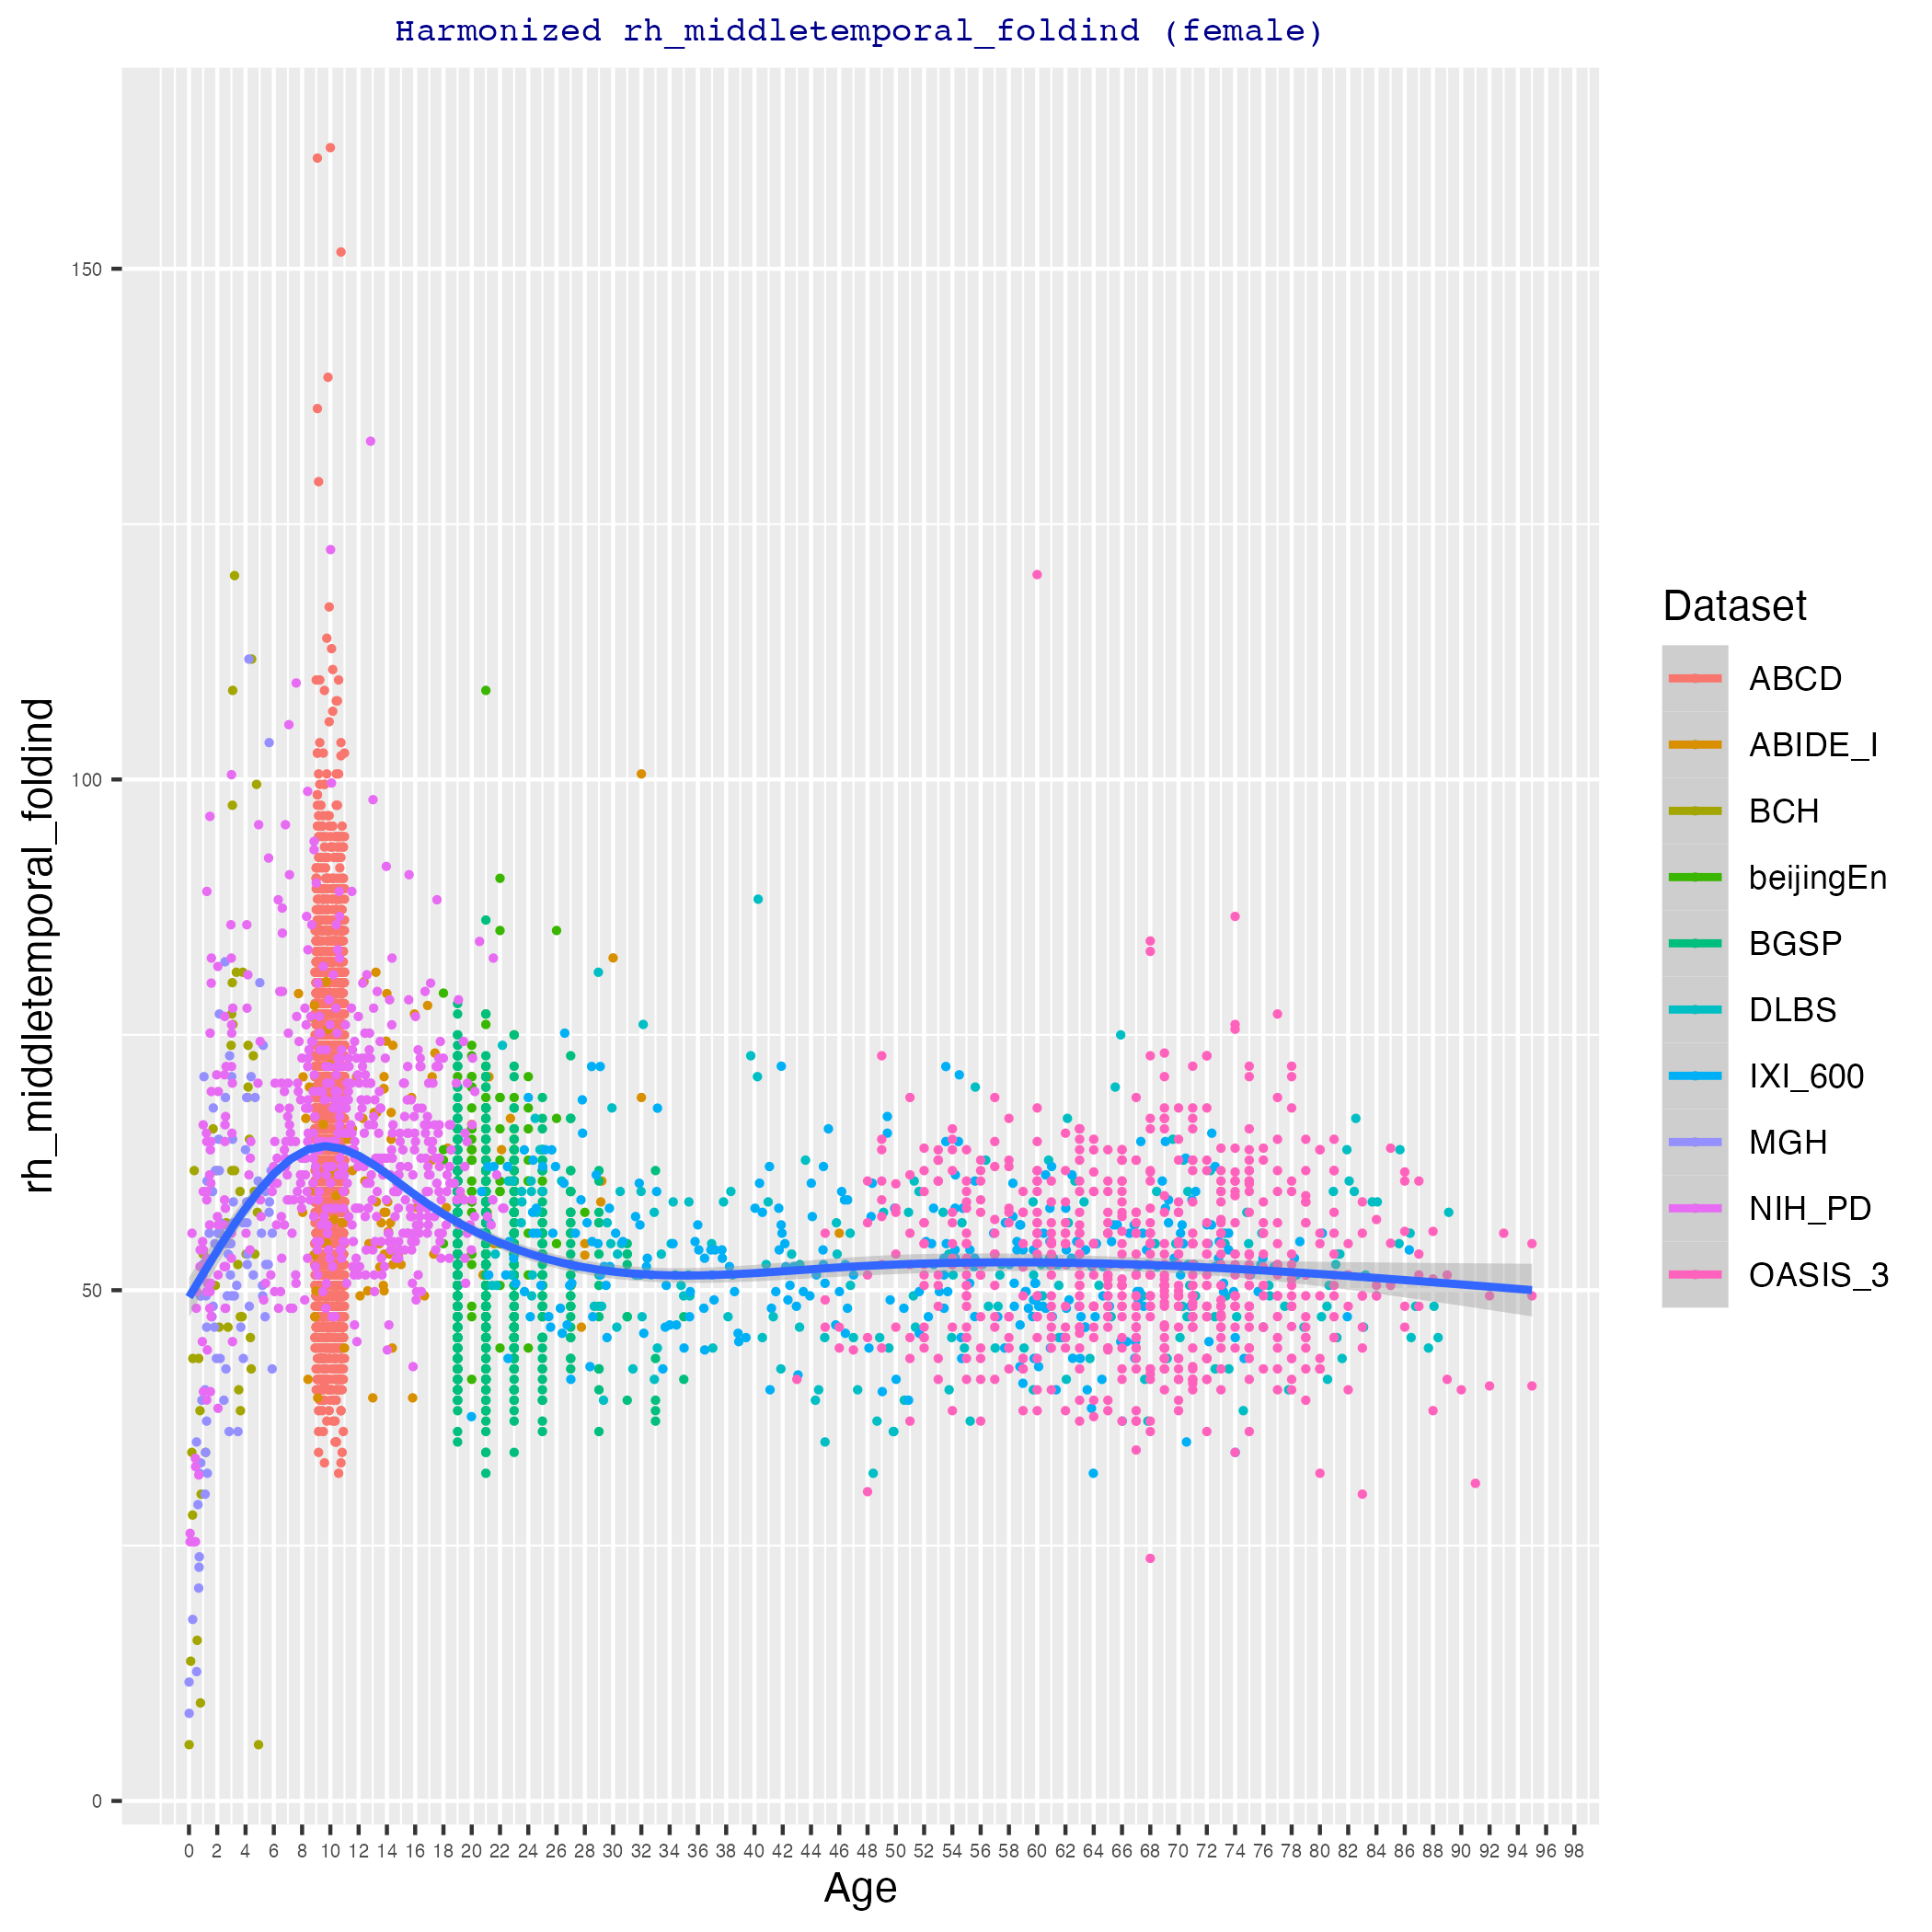 Harmonized rh_middletemporal_foldind (female)
rh_middletemporal_foldind
150
100
50
0
0 2 4 6 8 10 12 14 16 18 20 22 24 26 28 30 32 34 36 38 40 42 44 46 48 50 52 54 56 58 60 62 64 66 68 70 72 74 76 78 80 82 84 86 88 90 92 94 96 98
Age
Dataset
ABCD
ABIDE_I
BCH
beijingEn
BGSP
DLBS
IXI_600
MGH
NIH_PD
OASIS_3